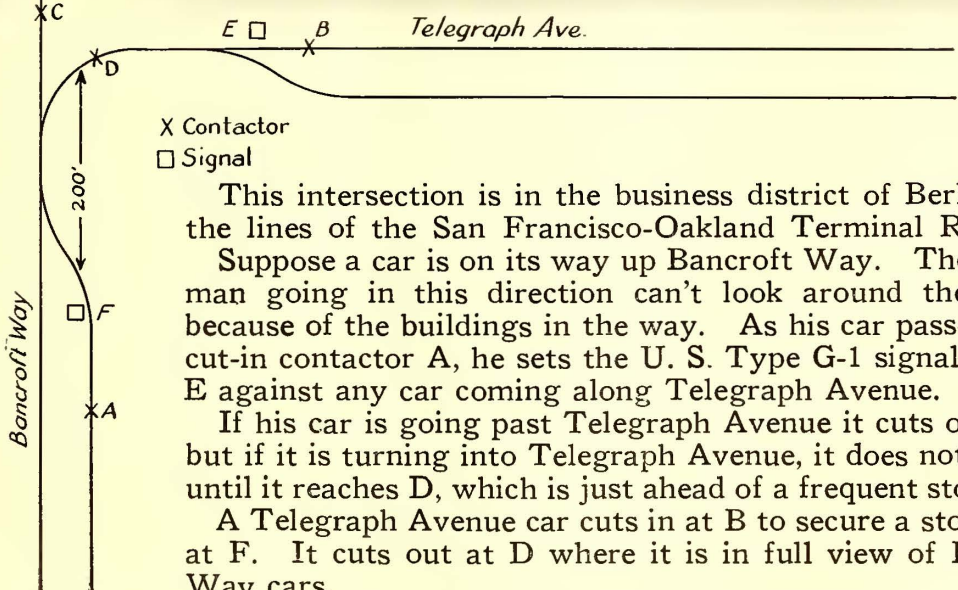 C
E B Telegraph Ave.
D
X Contactor
□ Signal
200'
Bancroft Way
F
A
This intersection is in the business district of Berk
the lines of the San Francisco-Oakland Terminal R
Suppose a car is on its way up Bancroft Way. The
man going in this direction can't look around the
because of the buildings in the way. As his car pass
cut-in contactor A, he sets the U. S. Type G-1 signal
E against any car coming along Telegraph Avenue.
If his car is going past Telegraph Avenue it cuts o
but if it is turning into Telegraph Avenue, it does not
until it reaches D, which is just ahead of a frequent sto
A Telegraph Avenue car cuts in at B to secure a sto
at F. It cuts out at D where it is in full view of
Way cars